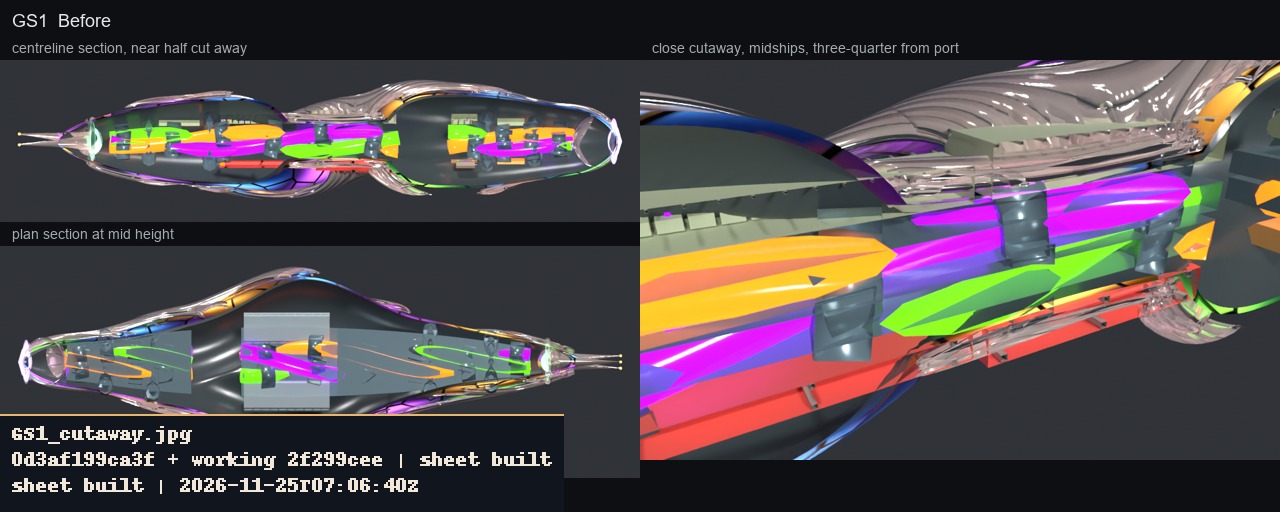 GS1 Before
centreline section, near half cut away
close cutaway, midships, three-quarter from port
plan section at mid height
GS1_cutaway.jpg
0d3af199ca3f + working 2f299cee | sheet built
sheet built | 2026-11-25T07:06:40Z